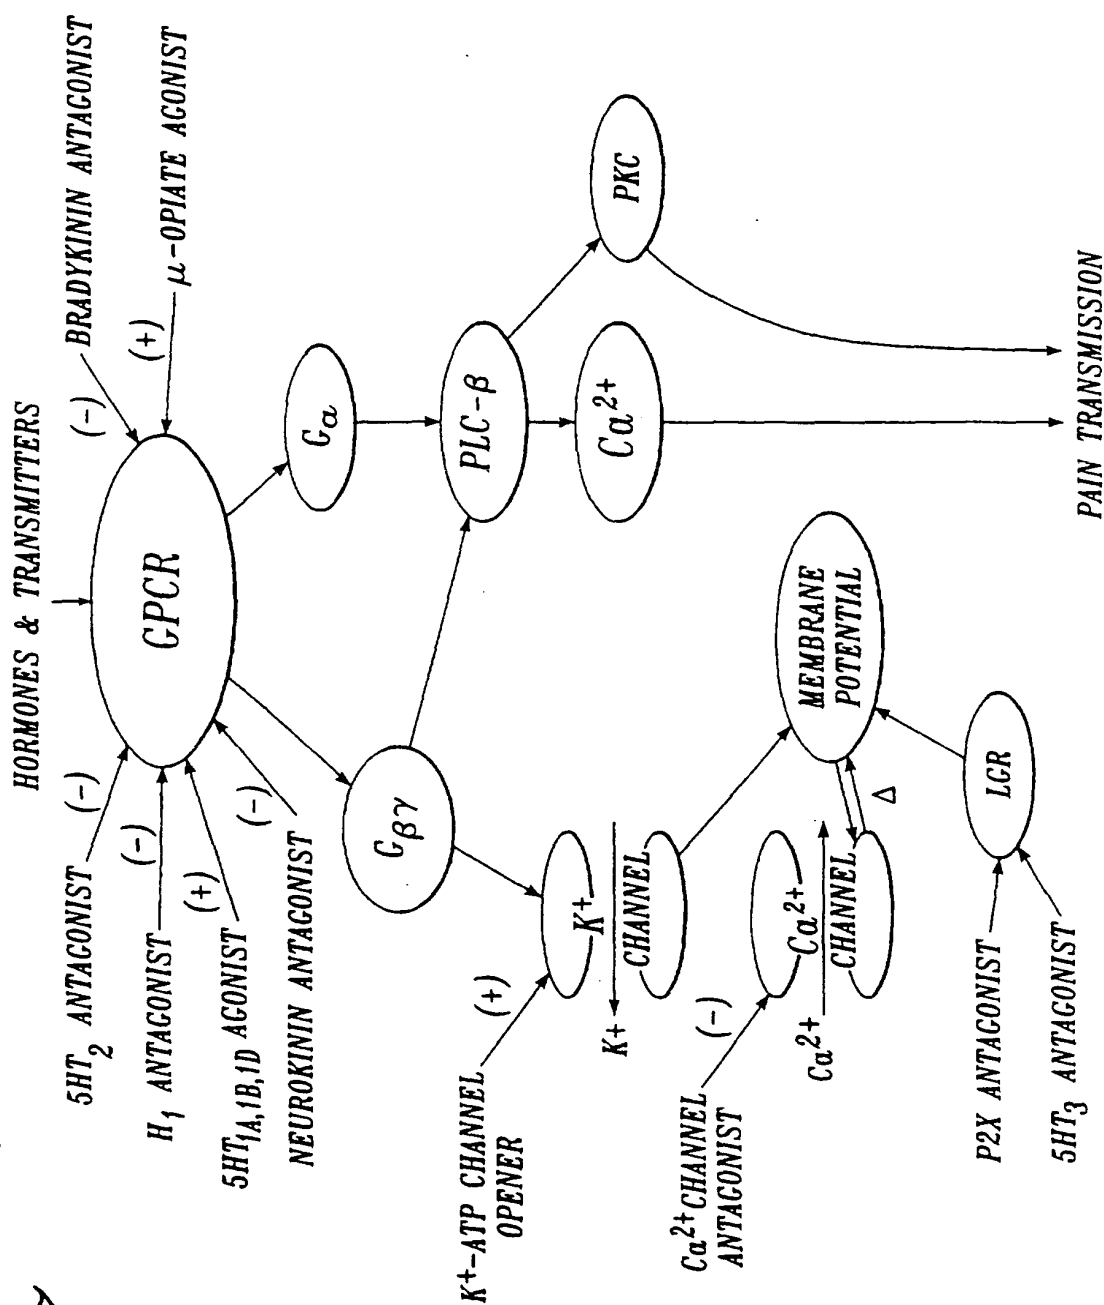 HORMONES & TRANSMITTERS
5HT2 ANTAGONIST
(-)
H1 ANTAGONIST
(-)
5HT1A,1B,1D AGONIST
(+)
NEUROKININ ANTAGONIST
(-)
BRADYKININ ANTAGONIST
(-)
μ-OPIATE AGONIST
(+)
GPCR
Gα
Gβγ
PLC-β
PKC
Ca2+
K+-ATP CHANNEL
OPENER
(+)
K+
CHANNEL
K+
Ca2+CHANNEL
ANTAGONIST
(-)
Ca2+
CHANNEL
Ca2+
MEMBRANE
POTENTIAL
Δ
LGR
P2X ANTAGONIST
5HT3 ANTAGONIST
PAIN TRANSMISSION